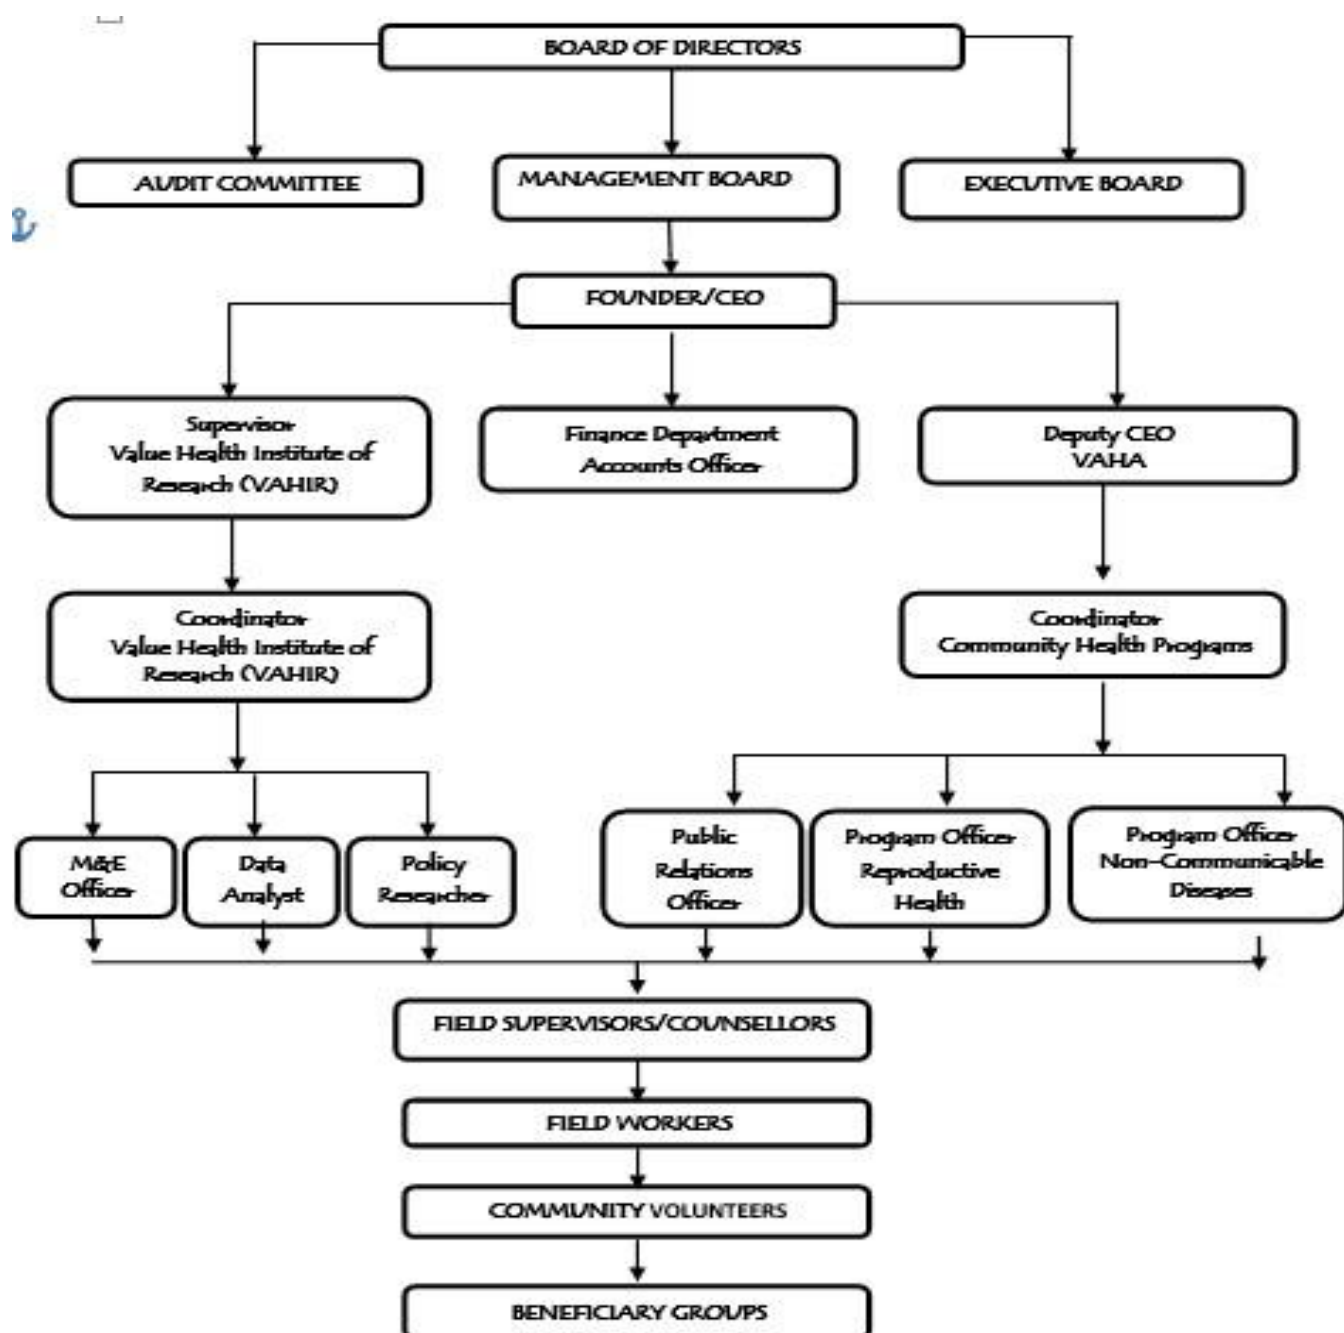 BOARD OF DIRECTORS
AUDIT COMMITTEE
MANAGEMENT BOARD
EXECUTIVE BOARD
FOUNDER/CEO
Supervisor
Value Health Institute of
Research (VAHIR)
Finance Department
Accounts Officer
Deputy CEO
VAHA
Coordinator
Value Health Institute of
Research (VAHIR)
Coordinator
Community Health Programs
M&E
Officer
Data
Analyst
Policy
Researcher
Public
Relations
Officer
Program Officer
Reproductive
Health
Program Officer
Non-Communicable
Diseases
FIELD SUPERVISORS/COUNSELLORS
FIELD WORKERS
COMMUNITY VOLUNTEERS
BENEFICIARY GROUPS